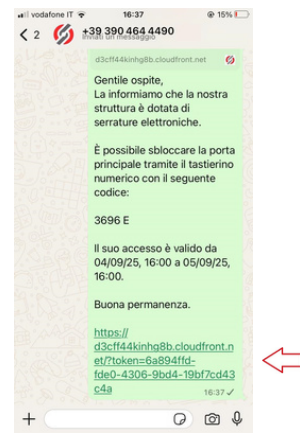 vodafone IT 16:37 @ 15%
2 +39 390 464 4490
Inviati un messaggio
d3cff44kinhg8b.cloudfront.net
Gentile ospite,
La informiamo che la nostra
struttura è dotata di
serrature elettroniche.
È possibile sbloccare la porta
principale tramite il tastierino
numerico con il seguente
codice:
3696 E
Il suo accesso è valido da
04/09/25, 16:00 a 05/09/25,
16:00.
Buona permanenza.
https://
d3cff44kinhg8b.cloudfront.n
et/?token=6a894ffd-
fde0-4306-9bd4-19bf7cd43
c4a
16:37